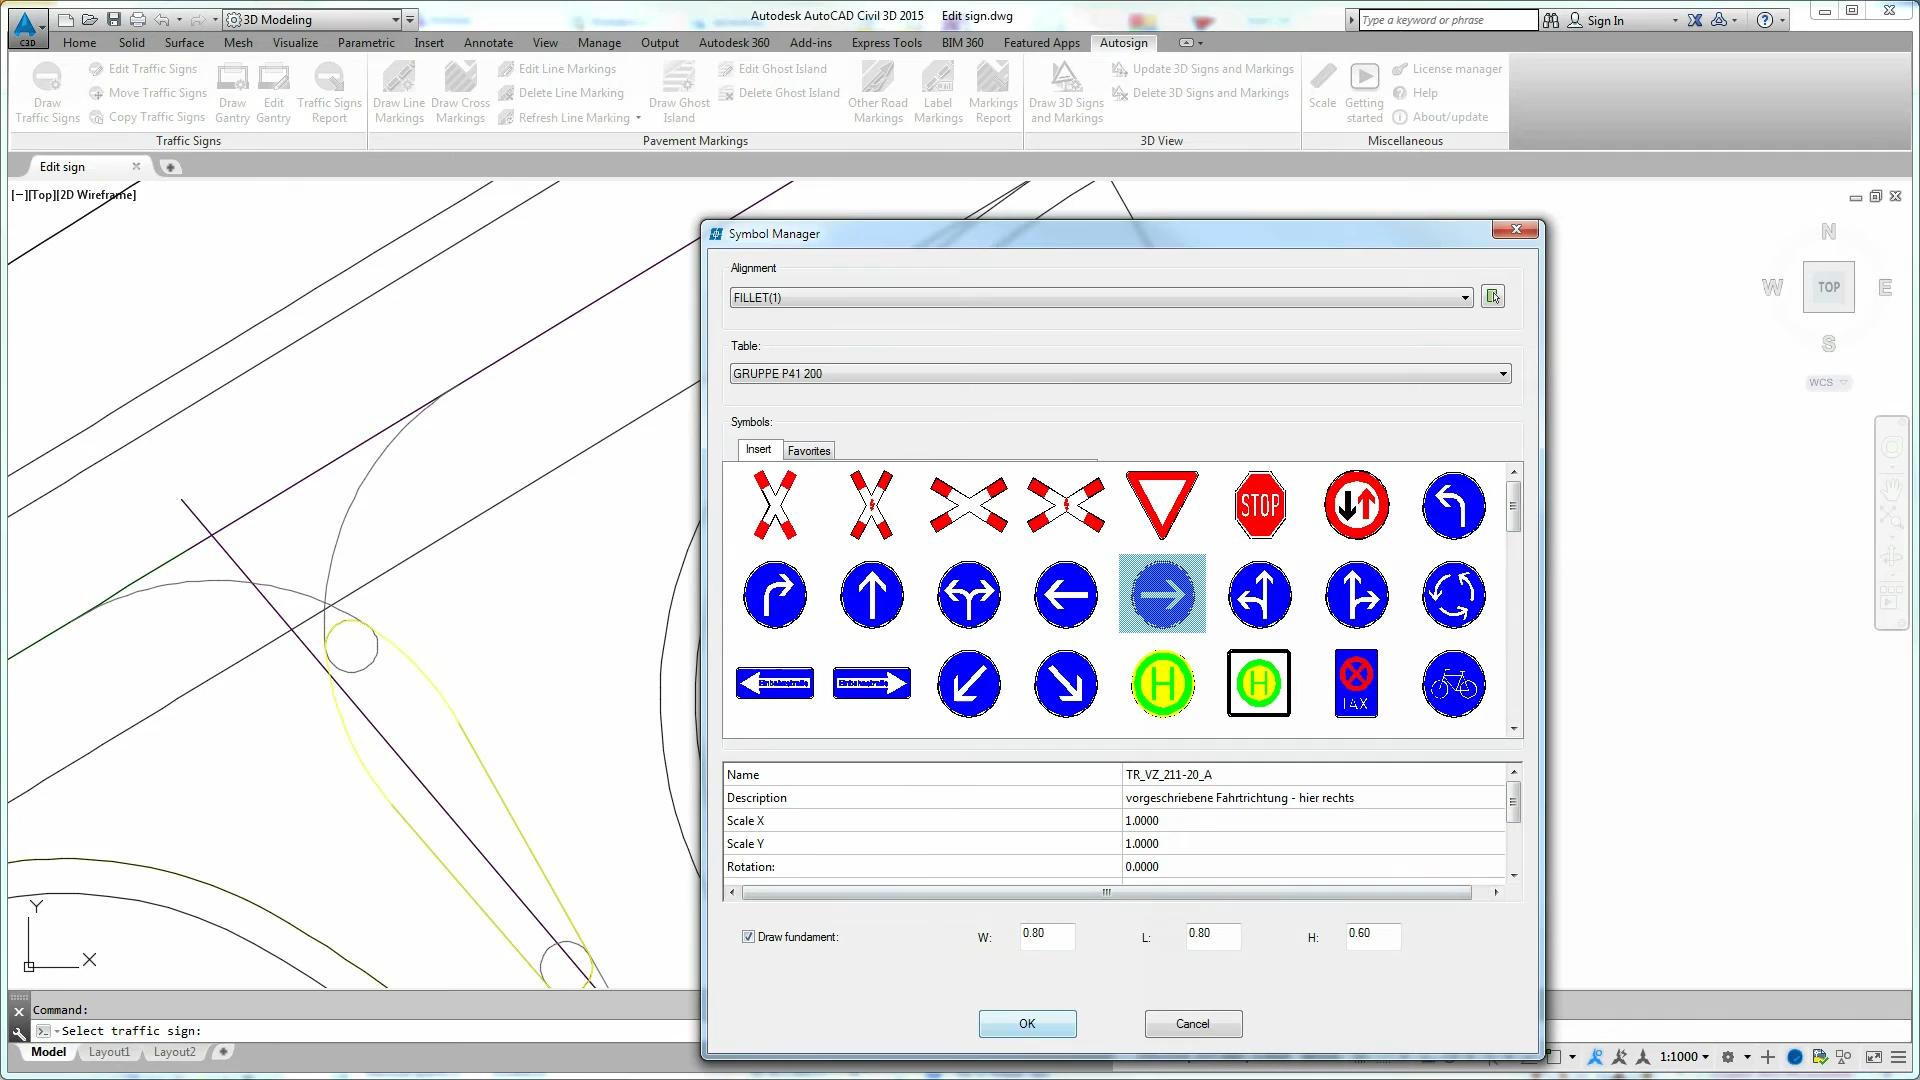 3D Modeling
Autodesk AutoCAD Civil 3D 2015 Edit sign.dwg
Type a keyword or phrase
Sign In
C3D
Home Solid Surface Mesh Visualize Parametric Insert Annotate View Manage Output Autodesk 360 Add-ins Express Tools BIM 360 Featured Apps Autosign
Draw Traffic Signs
Edit Traffic Signs
Move Traffic Signs
Copy Traffic Signs
Draw Gantry
Edit Gantry
Traffic Signs Report
Draw Line Markings
Draw Cross Markings
Edit Line Markings
Delete Line Marking
Refresh Line Marking
Draw Ghost Island
Edit Ghost Island
Delete Ghost Island
Other Road Markings
Label Markings
Markings Report
Draw 3D Signs and Markings
Update 3D Signs and Markings
Delete 3D Signs and Markings
Scale
Getting started
License manager
Help
About/update
Traffic Signs
Pavement Markings
3D View
Miscellaneous
Edit sign
[−][Top][2D Wireframe]
N
W
TOP
E
S
WCS
Symbol Manager
Alignment
FILLET(1)
Table:
GRUPPE P41 200
Symbols:
Insert
Favorites
STOP
Einbahnstraße
Einbahnstraße
H
H
TAX
Name TR_VZ_211-20_A
Description vorgeschriebene Fahrtrichtung - hier rechts
Scale X 1.0000
Scale Y 1.0000
Rotation: 0.0000
Draw fundament:
W: 0.80
L: 0.80
H: 0.60
OK
Cancel
Y
X
Command:
Select traffic sign:
Model
Layout1
Layout2
1:1000